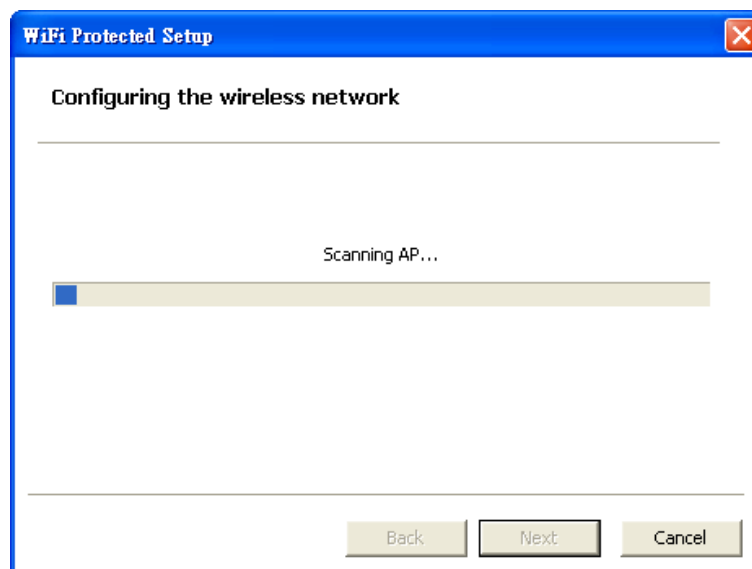 WiFi Protected Setup
Configuring the wireless network
Scanning AP...
Back Next Cancel